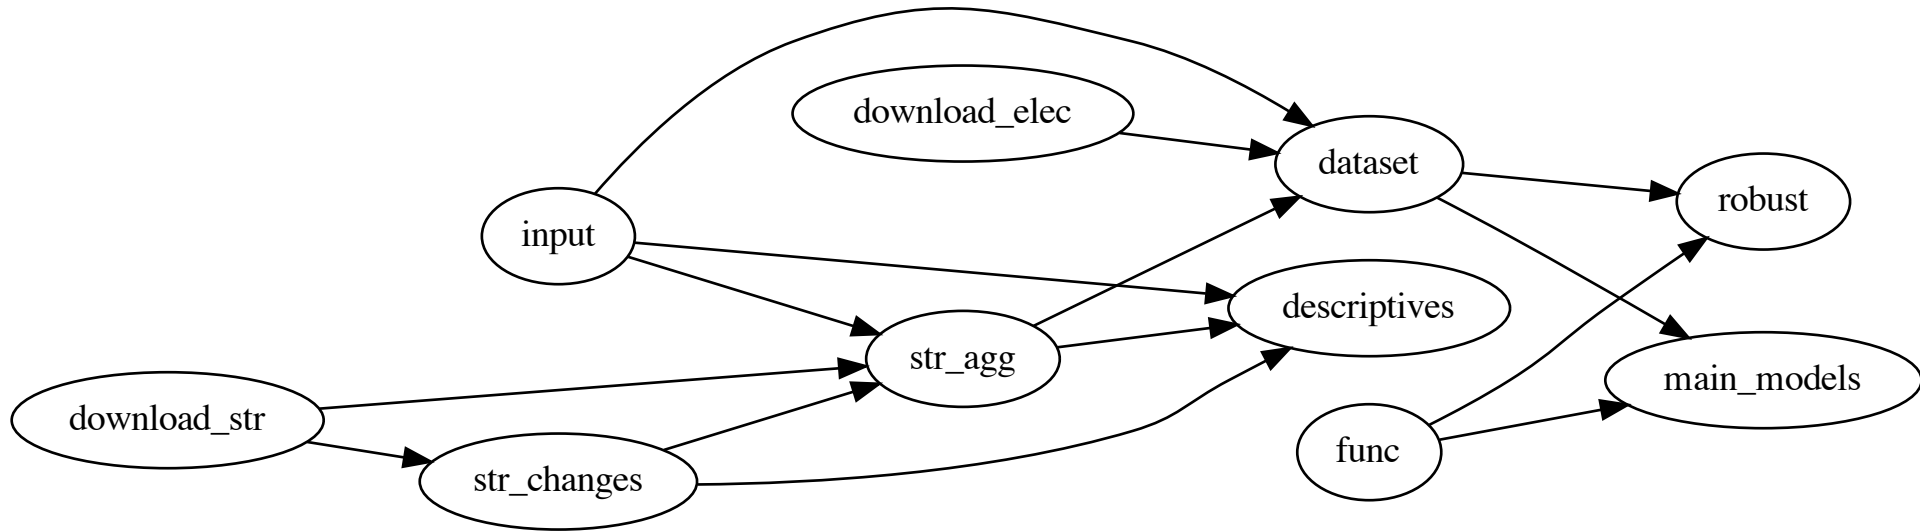 download_elec
dataset
robust
input
descriptives
str_agg
main_models
download_str
func
str_changes